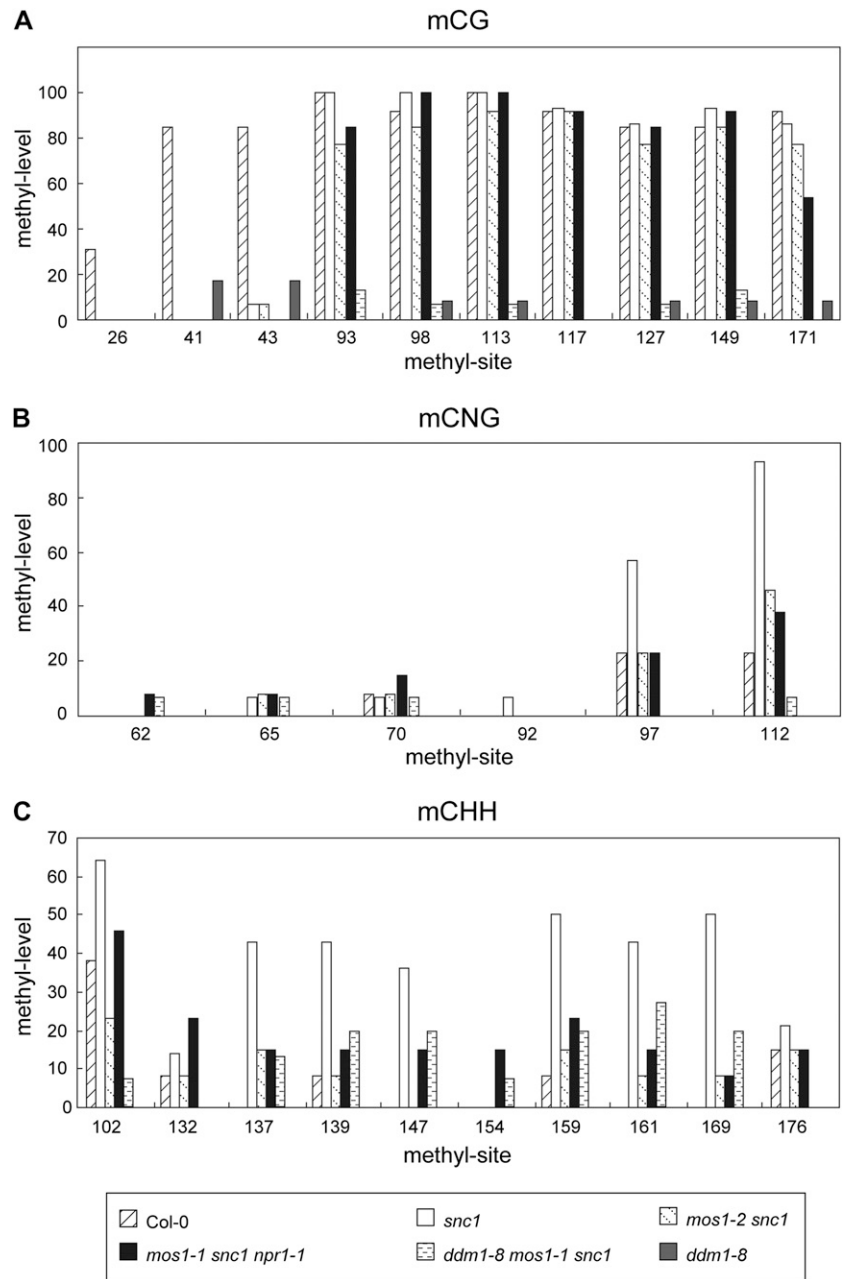 A mCG
methyl-level
100
80
60
40
20
0
26 41 43 93 98 113 117 127 149 171
methyl-site
B mCNG
methyl-level
100
80
60
40
20
0
62 65 70 92 97 112
methyl-site
C mCHH
methyl-level
70
60
50
40
30
20
10
0
102 132 137 139 147 154 159 161 169 176
methyl-site
Col-0 snc1 mos1-2 snc1
mos1-1 snc1 npr1-1 ddm1-8 mos1-1 snc1 ddm1-8